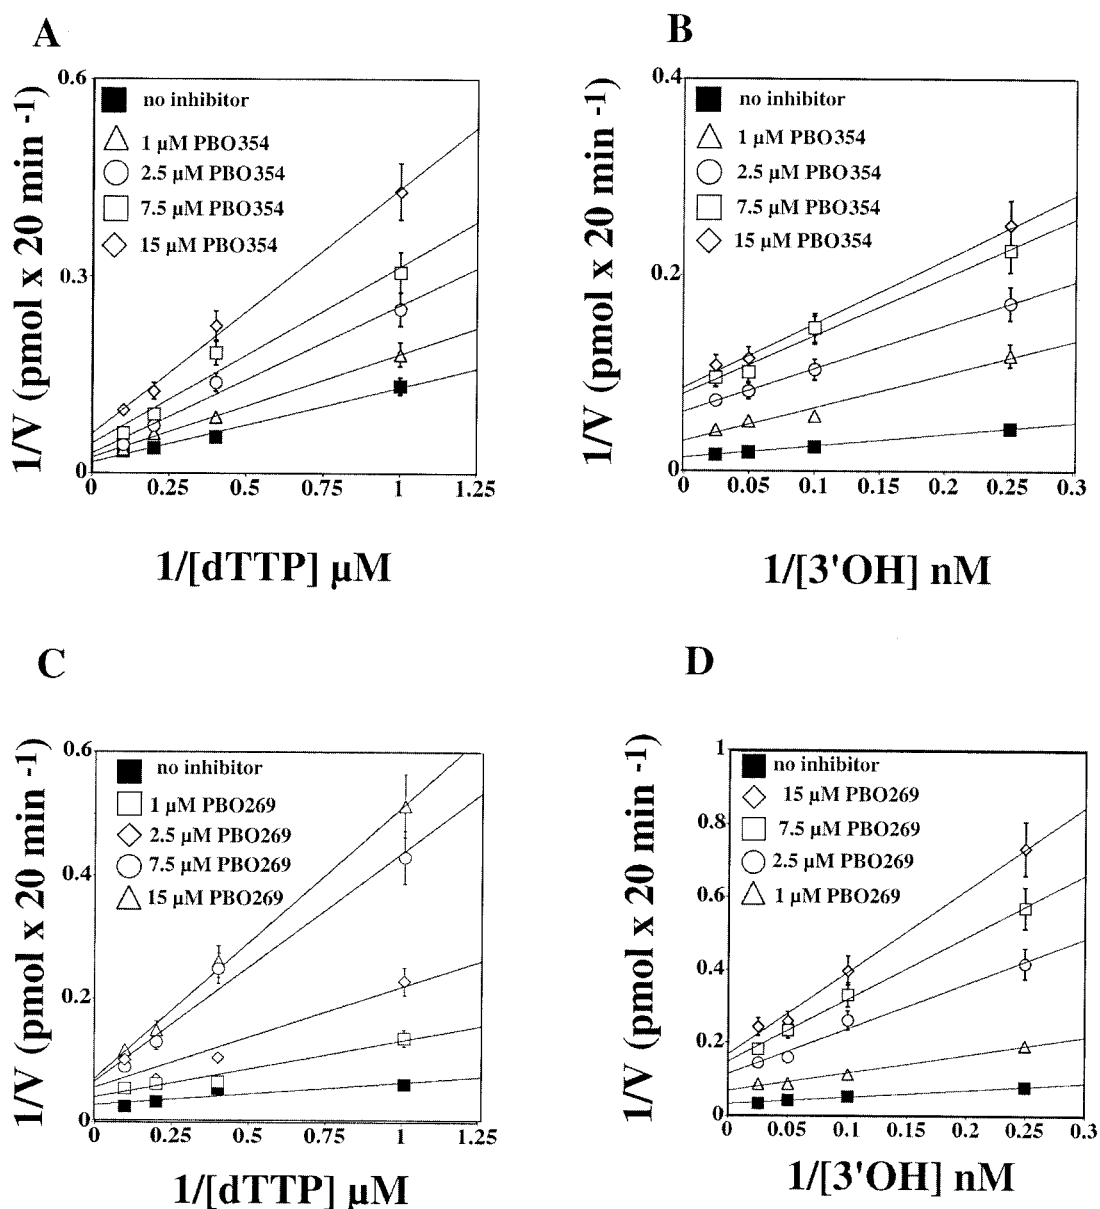 A
1/V (pmol x 20 min -1)
0.6
0.3
0
no inhibitor
1 µM PBO354
2.5 µM PBO354
7.5 µM PBO354
15 µM PBO354
0 0.25 0.5 0.75 1 1.25
1/[dTTP] µM
B
1/V (pmol x 20 min -1)
0.4
0.2
0
no inhibitor
1 µM PBO354
2.5 µM PBO354
7.5 µM PBO354
15 µM PBO354
0 0.05 0.1 0.15 0.2 0.25 0.3
1/[3'OH] nM
C
1/V (pmol x 20 min -1)
0.6
0.4
0.2
0
no inhibitor
1 µM PBO269
2.5 µM PBO269
7.5 µM PBO269
15 µM PBO269
0 0.25 0.5 0.75 1 1.25
1/[dTTP] µM
D
1/V (pmol x 20 min -1)
1
0.8
0.6
0.4
0.2
0
no inhibitor
15 µM PBO269
7.5 µM PBO269
2.5 µM PBO269
1 µM PBO269
0 0.05 0.1 0.15 0.2 0.25 0.3
1/[3'OH] nM